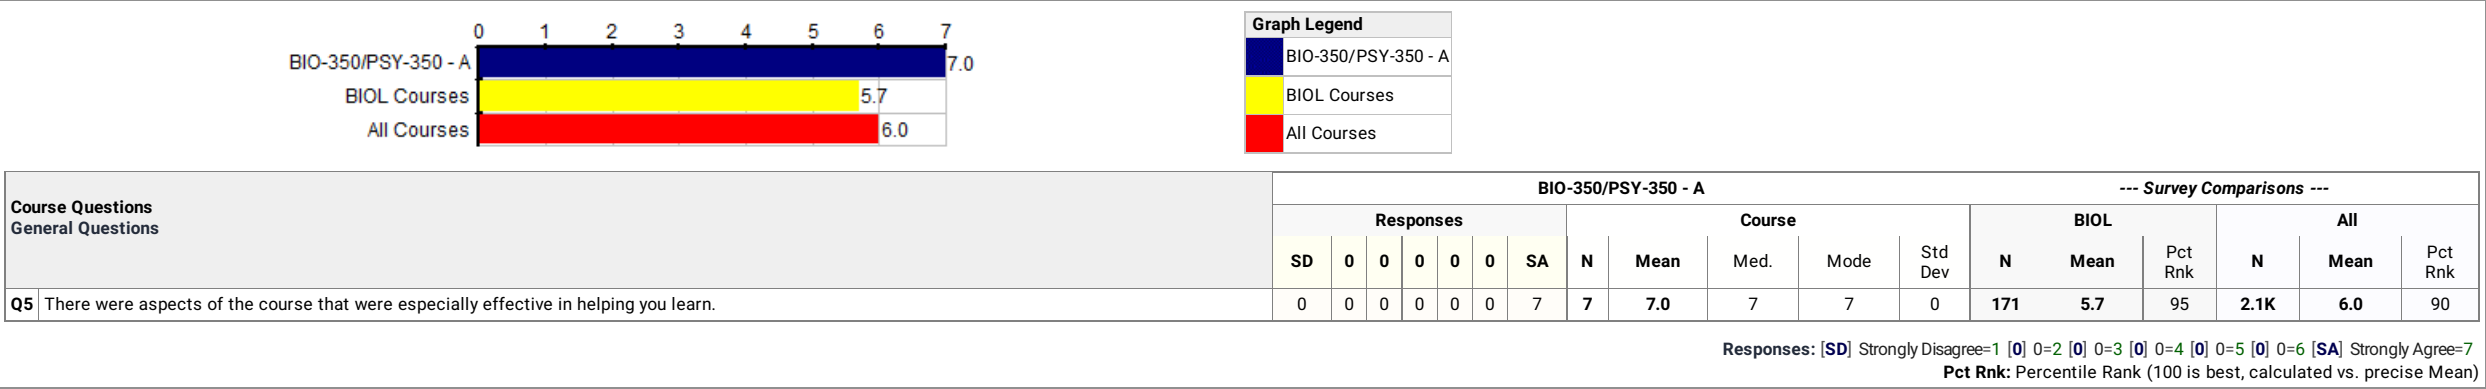 0 1 2 3 4 5 6 7
BIO-350/PSY-350 - A 7.0
BIOL Courses 5.7
All Courses 6.0
Graph Legend
BIO-350/PSY-350 - A
BIOL Courses
All Courses
Course Questions
General Questions
BIO-350/PSY-350 - A --- Survey Comparisons ---
Responses Course BIOL All
SD 0 0 0 0 0 SA N Mean Med. Mode Std Dev N Mean Pct Rnk N Mean Pct Rnk
Q5 There were aspects of the course that were especially effective in helping you learn. 0 0 0 0 0 0 7 7 7.0 7 7 0 171 5.7 95 2.1K 6.0 90
Responses: [SD] Strongly Disagree=1 [0] 0=2 [0] 0=3 [0] 0=4 [0] 0=5 [0] 0=6 [SA] Strongly Agree=7
Pct Rnk: Percentile Rank (100 is best, calculated vs. precise Mean)